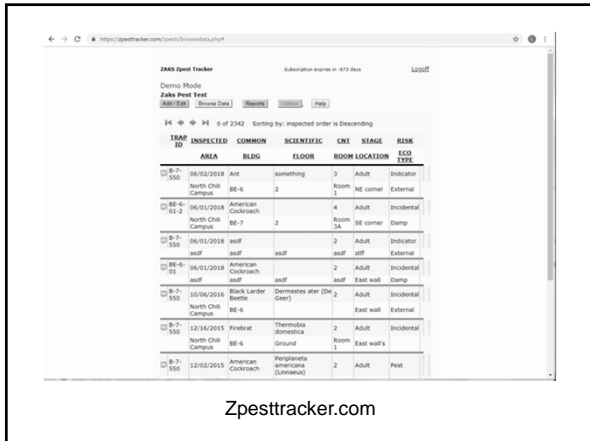 https://zpesttracker.com/zpests/browsedata.php#
ZAKS Zpest Tracker Subscription expires in -673 days Logoff
Demo Mode
Zaks Pest Test
Add / Edit Browse Data Reports Utilities Help
0 of 2342 Sorting by: inspected order is Descending
TRAP ID INSPECTED COMMON SCIENTIFIC CNT STAGE RISK
AREA BLDG FLOOR ROOM LOCATION ECO TYPE
B-7-550 06/02/2018 Ant something 3 Adult Indicator
North Chili Campus BE-6 2 Room 1 NE corner External
BE-6-01-2 06/01/2018 American Cockroach 4 Adult Incidental
North Chili Campus BE-7 2 Room 3A SE corner Damp
B-7-550 06/01/2018 asdf 2 Adult Indicator
asdf asdf asdf asdf stff External
BE-6-01 06/01/2018 American Cockroach 2 Adult Incidental
asdf asdf asdf asdf East wall Damp
B-7-550 10/06/2016 Black Larder Beetle Dermestes ater (De Geer) 2 Adult Incidental
North Chili Campus BE-6 East wall External
B-7-550 12/16/2015 Firebrat Thermobia domestica 2 Adult Incidental
North Chili Campus BE-6 Ground Room 1 East wall's
B-7-550 12/02/2015 American Cockroach Periplaneta americana (Linnaeus) 2 Adult Pest
Zpesttracker.com